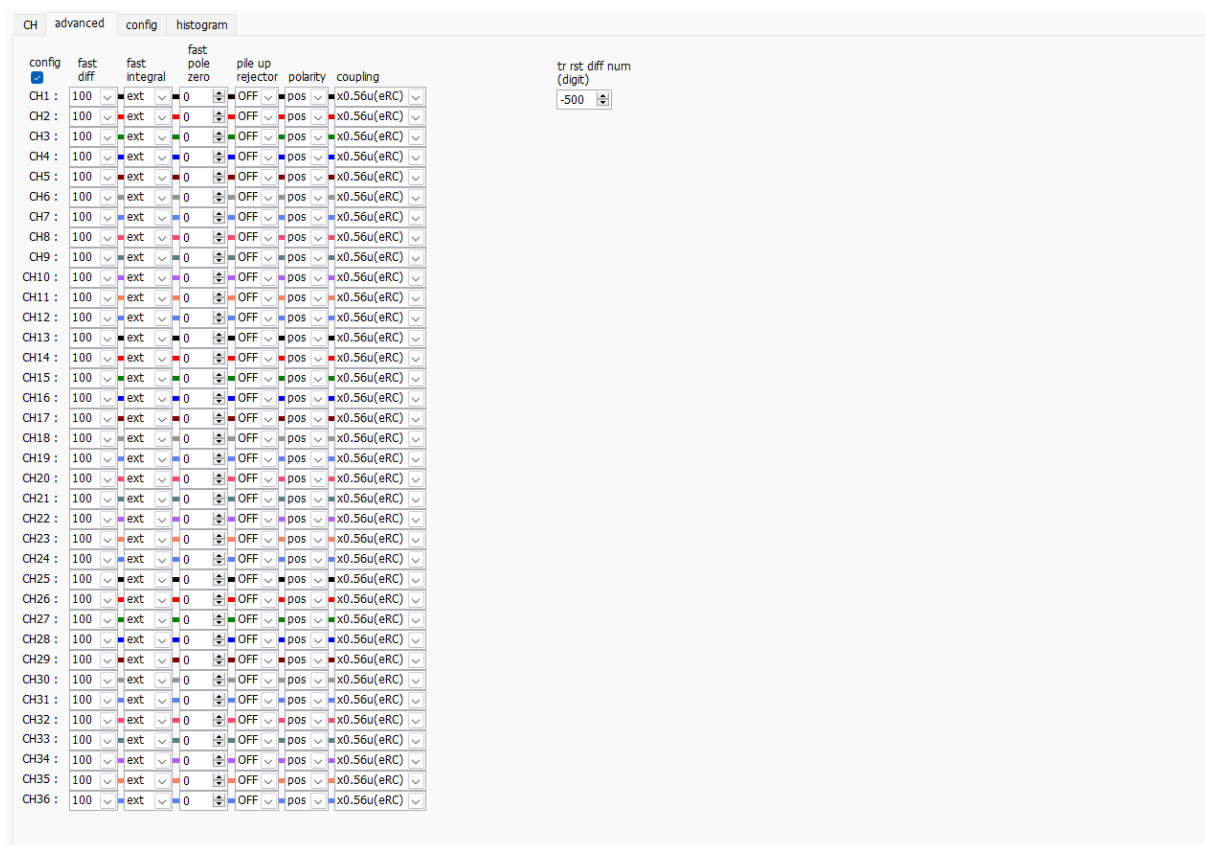 CH advanced config histogram
config fast diff fast integral fast pole zero pile up rejector polarity coupling
tr rst diff num
(digit)
-500
CH1 : 100 ext 0 OFF pos x0.56u(eRC)
CH2 : 100 ext 0 OFF pos x0.56u(eRC)
CH3 : 100 ext 0 OFF pos x0.56u(eRC)
CH4 : 100 ext 0 OFF pos x0.56u(eRC)
CH5 : 100 ext 0 OFF pos x0.56u(eRC)
CH6 : 100 ext 0 OFF pos x0.56u(eRC)
CH7 : 100 ext 0 OFF pos x0.56u(eRC)
CH8 : 100 ext 0 OFF pos x0.56u(eRC)
CH9 : 100 ext 0 OFF pos x0.56u(eRC)
CH10 : 100 ext 0 OFF pos x0.56u(eRC)
CH11 : 100 ext 0 OFF pos x0.56u(eRC)
CH12 : 100 ext 0 OFF pos x0.56u(eRC)
CH13 : 100 ext 0 OFF pos x0.56u(eRC)
CH14 : 100 ext 0 OFF pos x0.56u(eRC)
CH15 : 100 ext 0 OFF pos x0.56u(eRC)
CH16 : 100 ext 0 OFF pos x0.56u(eRC)
CH17 : 100 ext 0 OFF pos x0.56u(eRC)
CH18 : 100 ext 0 OFF pos x0.56u(eRC)
CH19 : 100 ext 0 OFF pos x0.56u(eRC)
CH20 : 100 ext 0 OFF pos x0.56u(eRC)
CH21 : 100 ext 0 OFF pos x0.56u(eRC)
CH22 : 100 ext 0 OFF pos x0.56u(eRC)
CH23 : 100 ext 0 OFF pos x0.56u(eRC)
CH24 : 100 ext 0 OFF pos x0.56u(eRC)
CH25 : 100 ext 0 OFF pos x0.56u(eRC)
CH26 : 100 ext 0 OFF pos x0.56u(eRC)
CH27 : 100 ext 0 OFF pos x0.56u(eRC)
CH28 : 100 ext 0 OFF pos x0.56u(eRC)
CH29 : 100 ext 0 OFF pos x0.56u(eRC)
CH30 : 100 ext 0 OFF pos x0.56u(eRC)
CH31 : 100 ext 0 OFF pos x0.56u(eRC)
CH32 : 100 ext 0 OFF pos x0.56u(eRC)
CH33 : 100 ext 0 OFF pos x0.56u(eRC)
CH34 : 100 ext 0 OFF pos x0.56u(eRC)
CH35 : 100 ext 0 OFF pos x0.56u(eRC)
CH36 : 100 ext 0 OFF pos x0.56u(eRC)